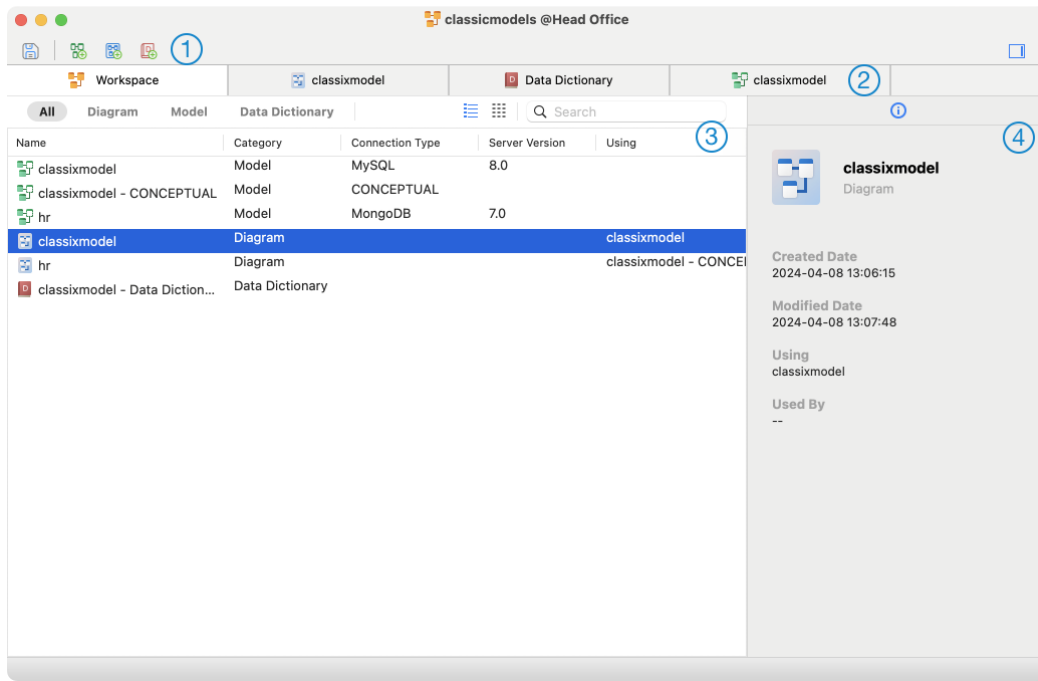 classicmodels @Head Office
1
Workspace classixmodel Data Dictionary classixmodel 2
All Diagram Model Data Dictionary Search
Name Category Connection Type Server Version Using 3
classixmodel Model MySQL 8.0
classixmodel - CONCEPTUAL Model CONCEPTUAL
hr Model MongoDB 7.0
classixmodel Diagram classixmodel
hr Diagram classixmodel - CONCEI
classixmodel - Data Diction... Data Dictionary
4
classixmodel
Diagram
Created Date
2024-04-08 13:06:15
Modified Date
2024-04-08 13:07:48
Using
classixmodel
Used By
--